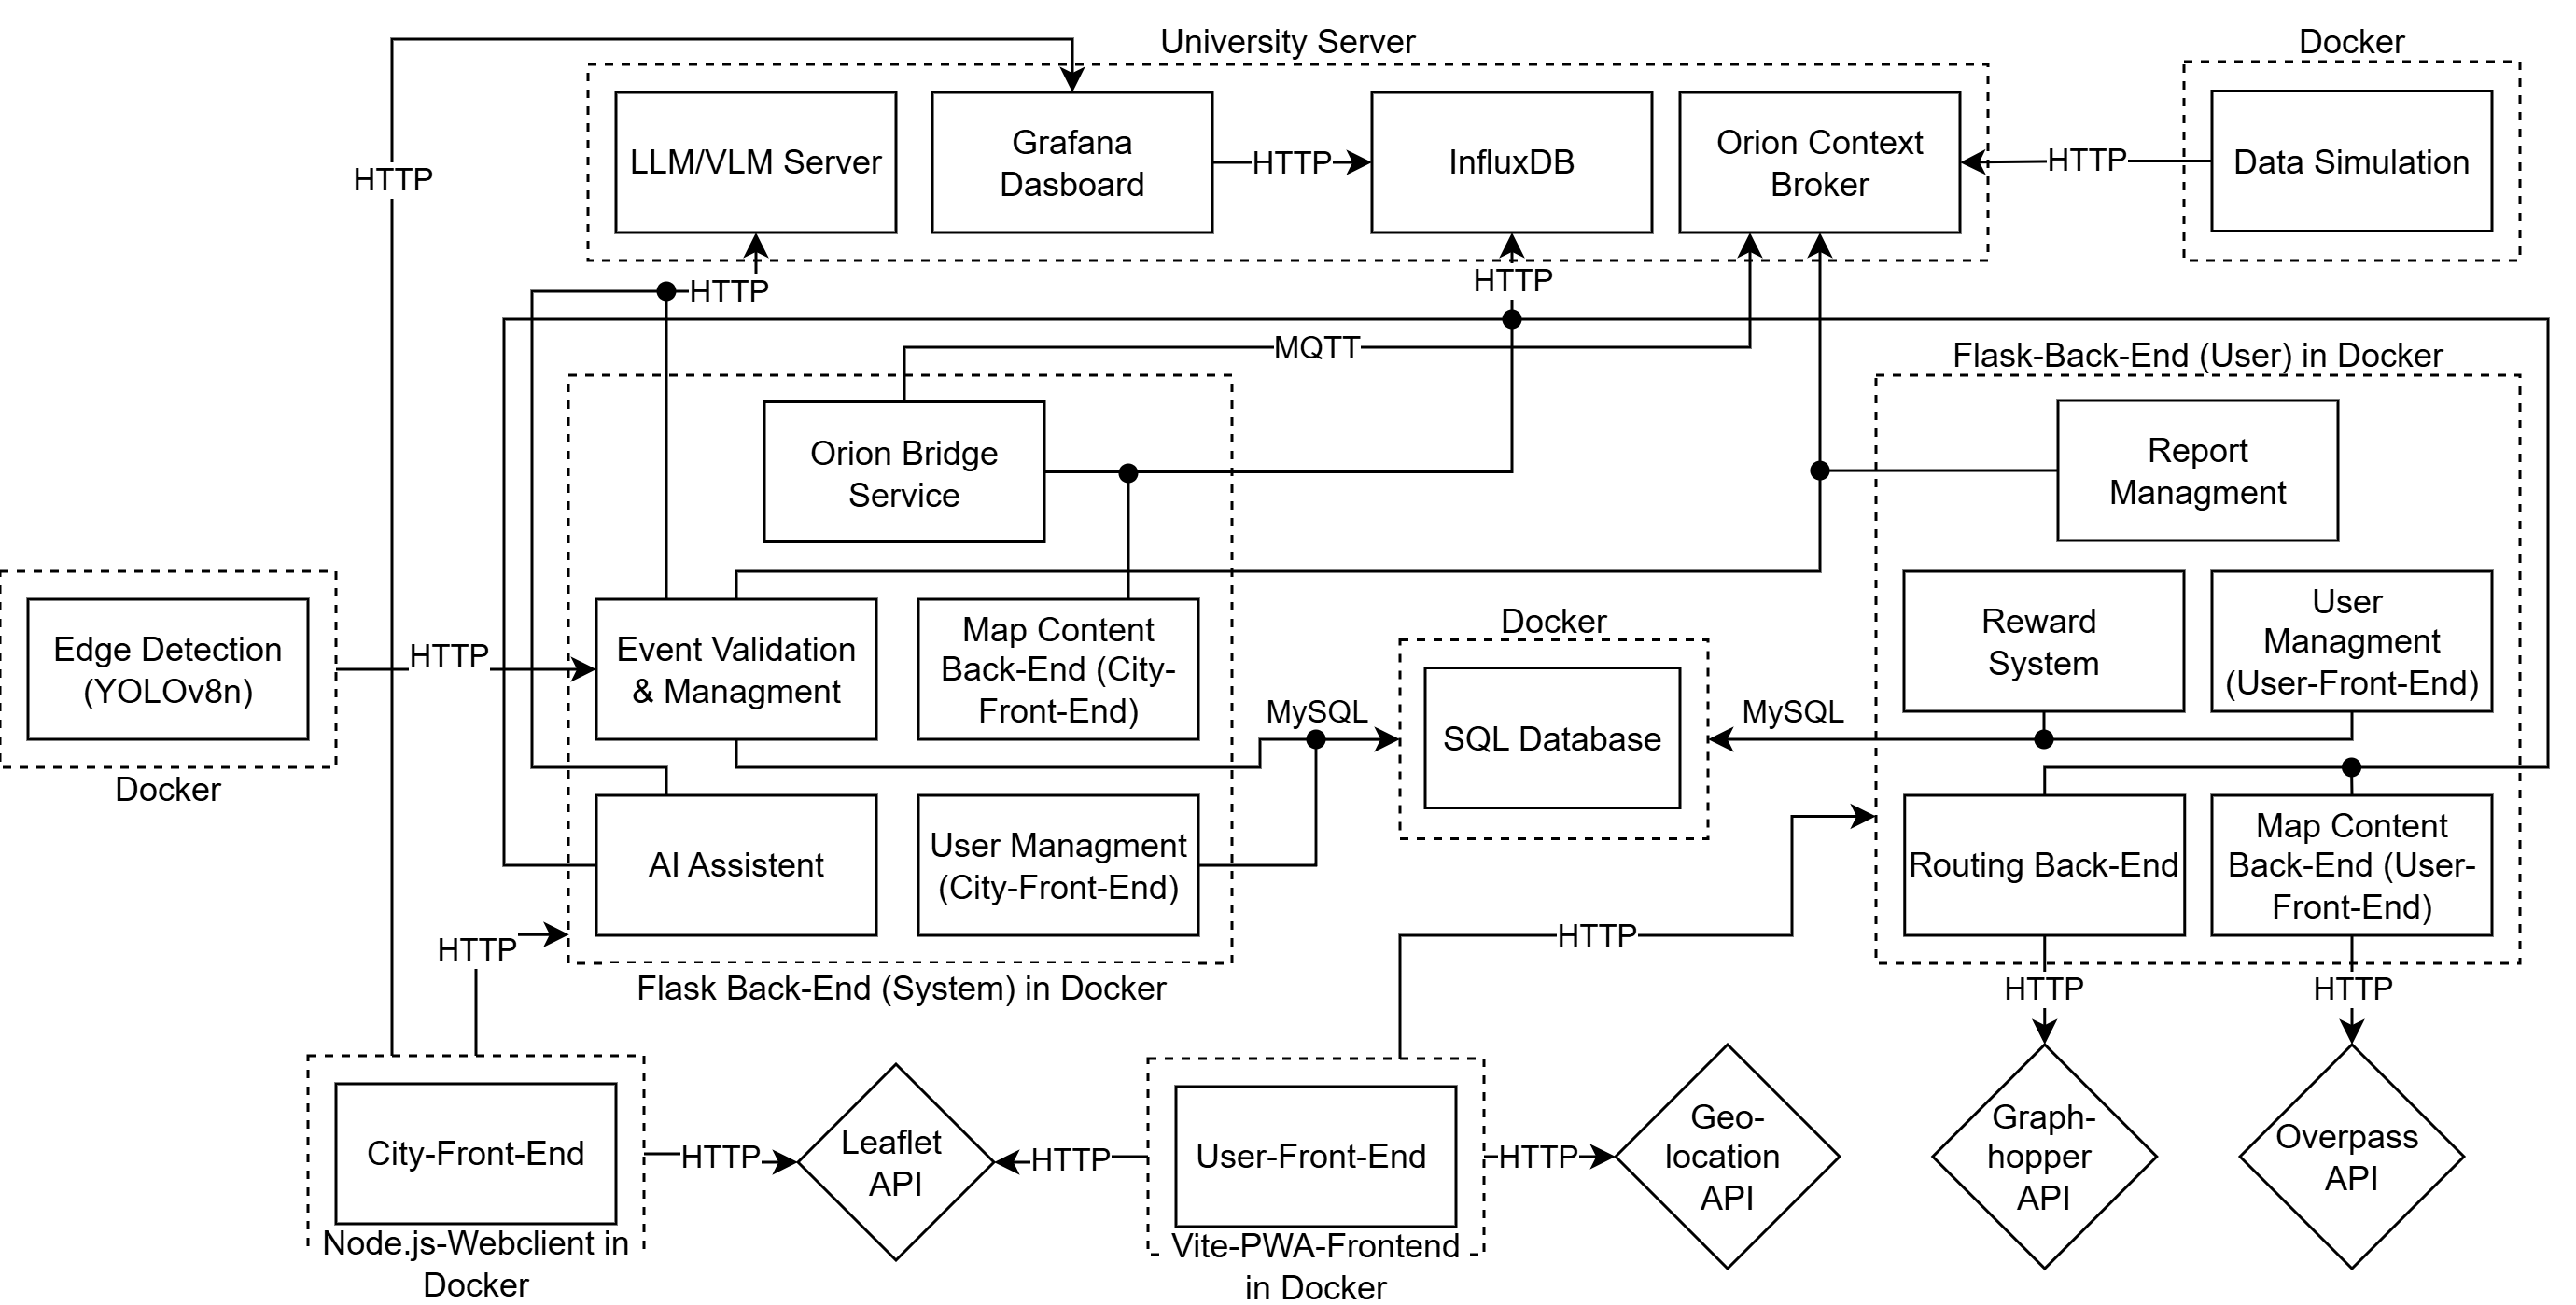 University Server
Docker
HTTP
LLM/VLM Server
Grafana
Dasboard
HTTP
InfluxDB
Orion Context
Broker
HTTP
Data Simulation
HTTP
HTTP
MQTT
Flask-Back-End (User) in Docker
Orion Bridge
Service
Report
Managment
Edge Detection
(YOLOv8n)
Docker
HTTP
Event Validation
& Managment
Map Content
Back-End (City-
Front-End)
MySQL
Docker
SQL Database
MySQL
Reward
System
User
Managment
(User-Front-End)
AI Assistent
User Managment
(City-Front-End)
Routing Back-End
Map Content
Back-End (User-
Front-End)
HTTP
Flask Back-End (System) in Docker
HTTP
HTTP
HTTP
City-Front-End
Node.js-Webclient in
Docker
HTTP
Leaflet
API
HTTP
User-Front-End
Vite-PWA-Frontend
in Docker
HTTP
Geo-
location
API
Graph-
hopper
API
Overpass
API